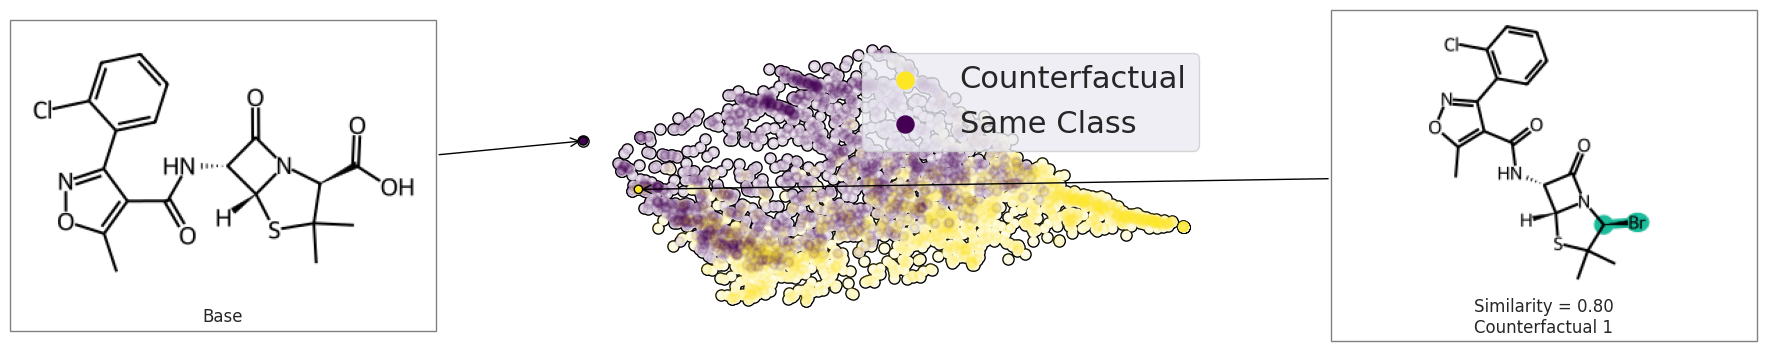 Cl
O
O
HN
N
OH
N
H
O
O
S
Base
Counterfactual
Same Class
Cl
N
O
O
O
HN
N
H
Br
S
Similarity = 0.80
Counterfactual 1